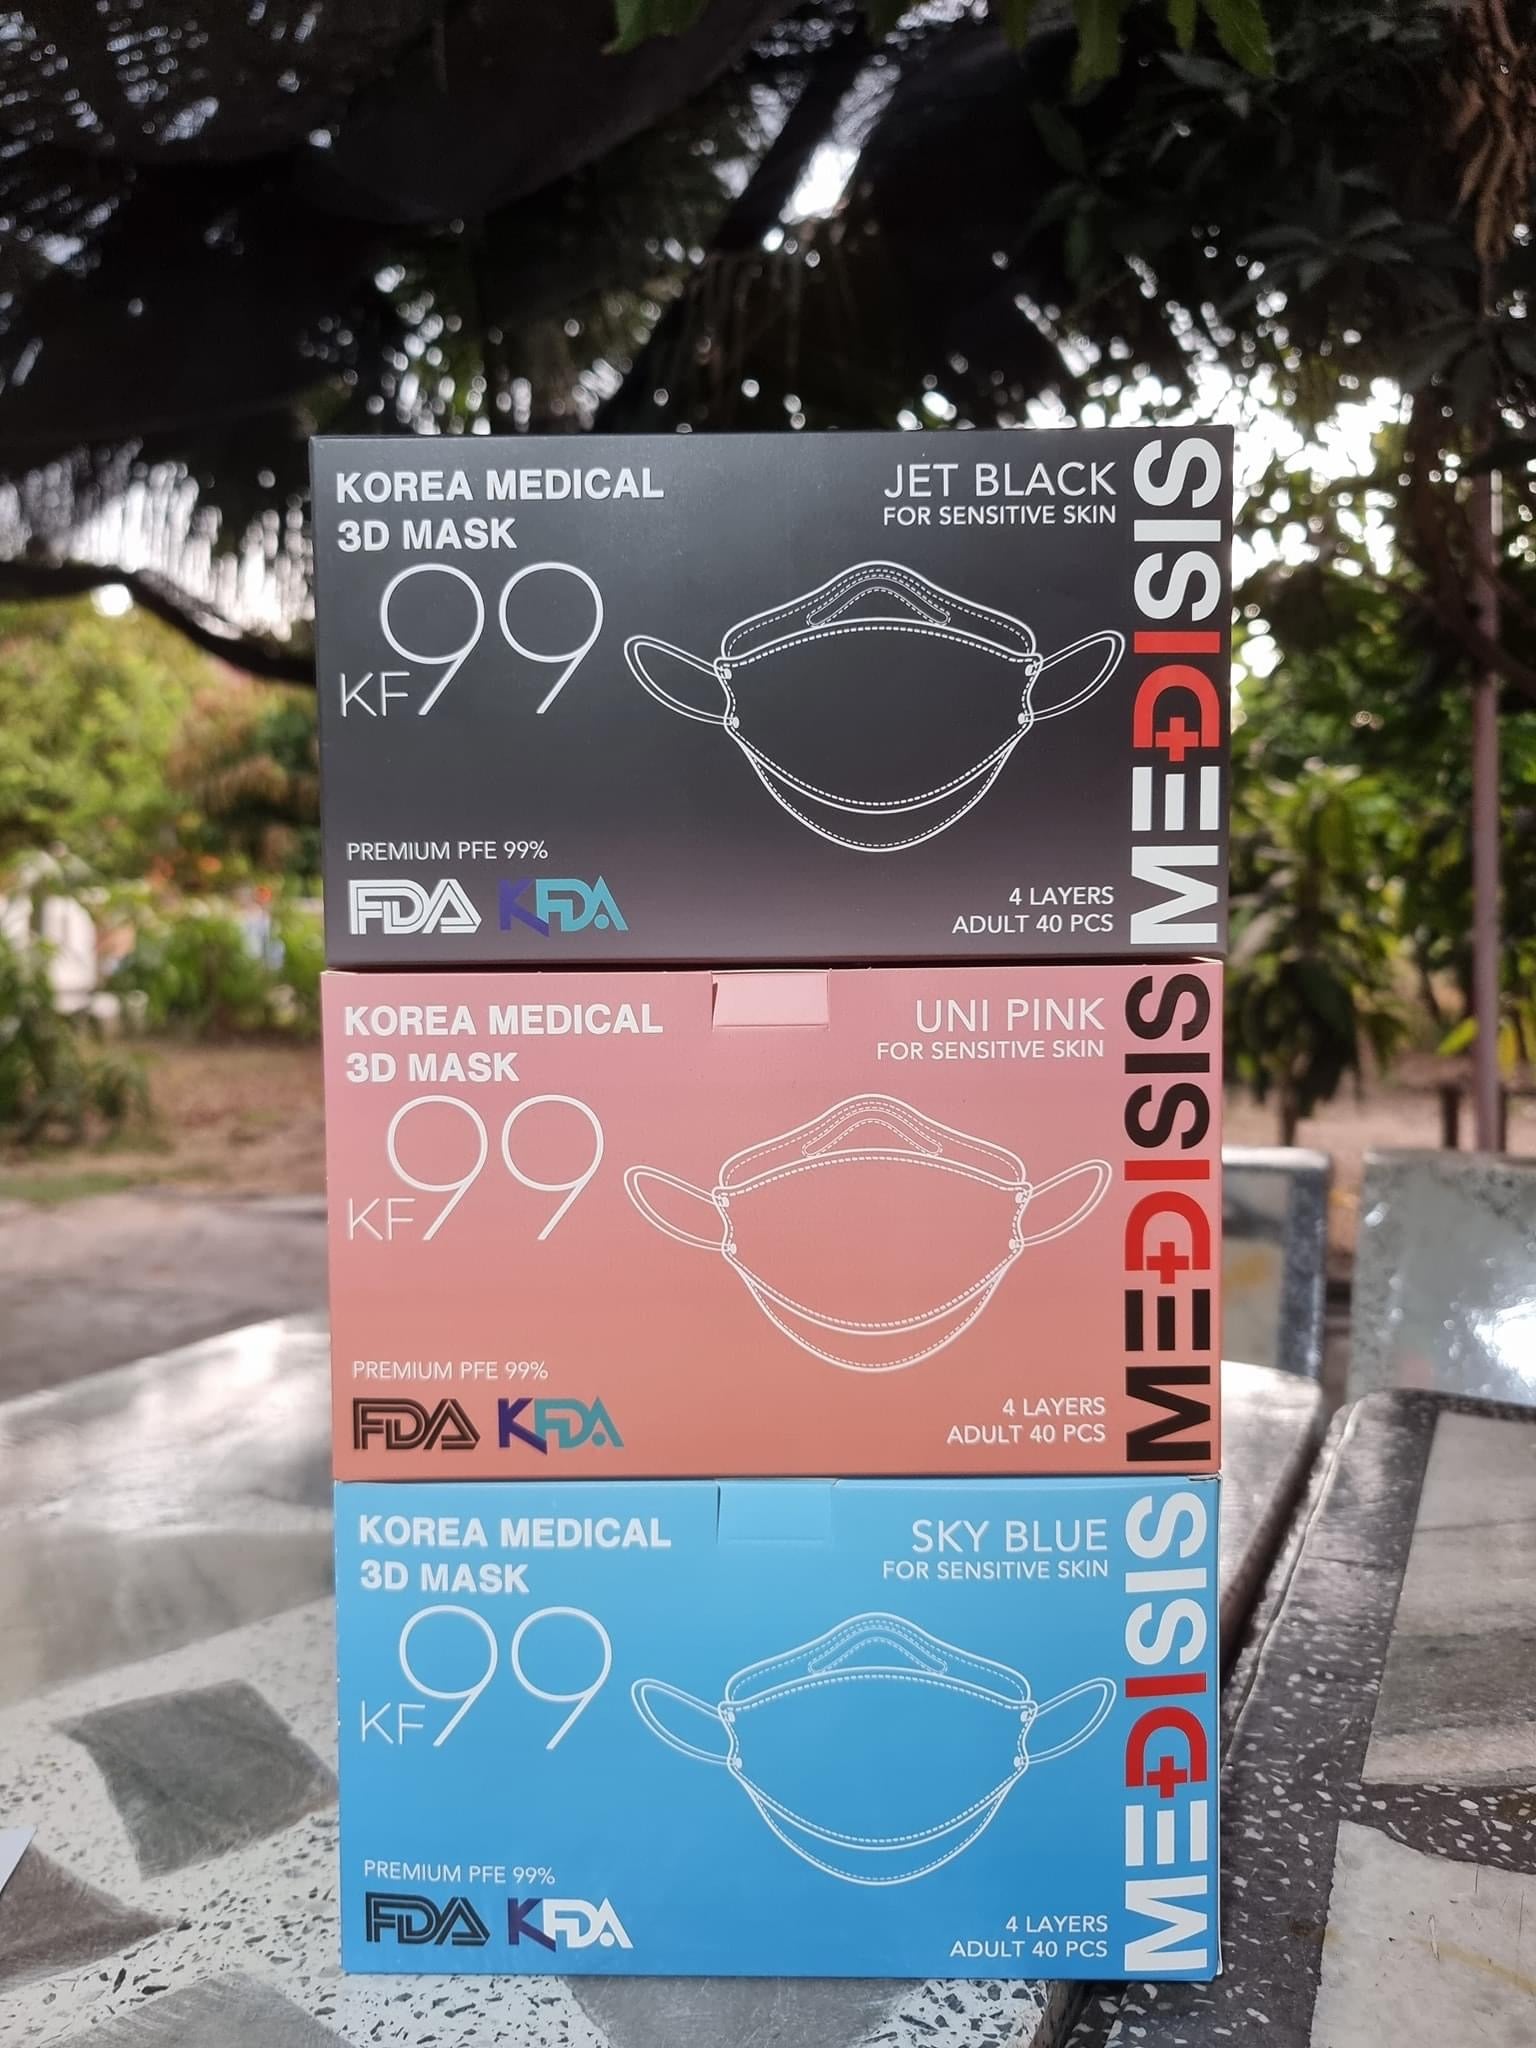 KOREA MEDICAL
3D MASK
KF99
JET BLACK
FOR SENSITIVE SKIN
PREMIUM PFE 99%
FDA KFDA
4 LAYERS
ADULT 40 PCS
MEDISIS
KOREA MEDICAL
3D MASK
KF99
UNI PINK
FOR SENSITIVE SKIN
PREMIUM PFE 99%
FDA KFDA
4 LAYERS
ADULT 40 PCS
MEDISIS
KOREA MEDICAL
3D MASK
KF99
SKY BLUE
FOR SENSITIVE SKIN
PREMIUM PFE 99%
FDA KFDA
4 LAYERS
ADULT 40 PCS
MEDISIS